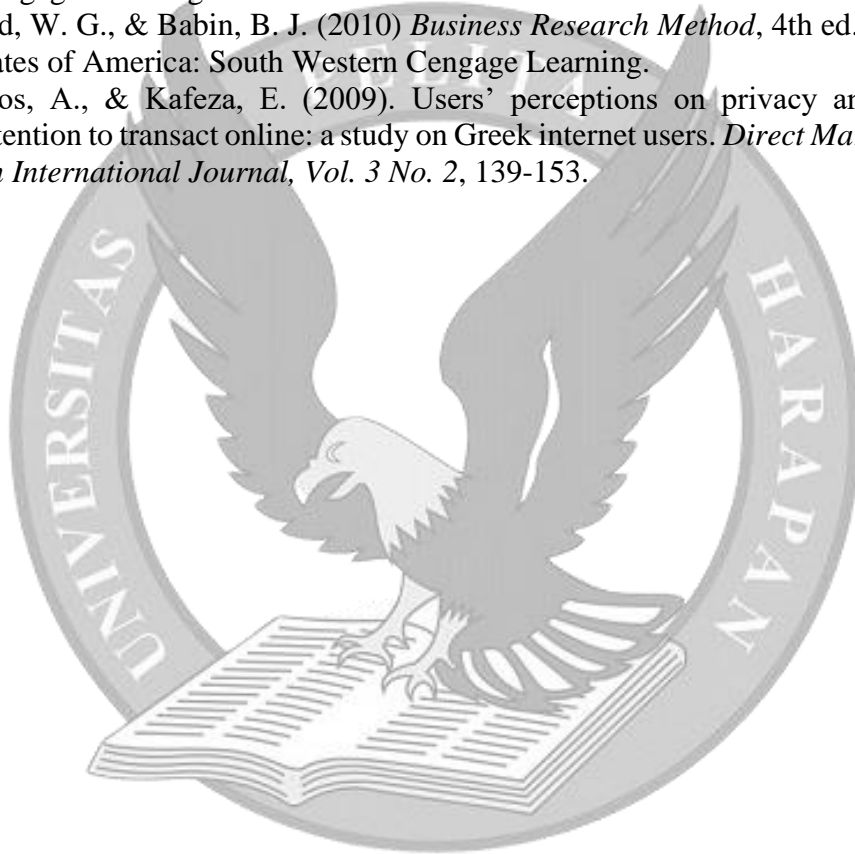 d, W. G., & Babin, B. J. (2010) Business Research Method, 4th ed.
ates of America: South Western Cengage Learning.
os, A., & Kafeza, E. (2009). Users’ perceptions on privacy an
tention to transact online: a study on Greek internet users. Direct Ma
International Journal, Vol. 3 No. 2, 139-153.
UNIVERSITAS PELITA HARAPAN